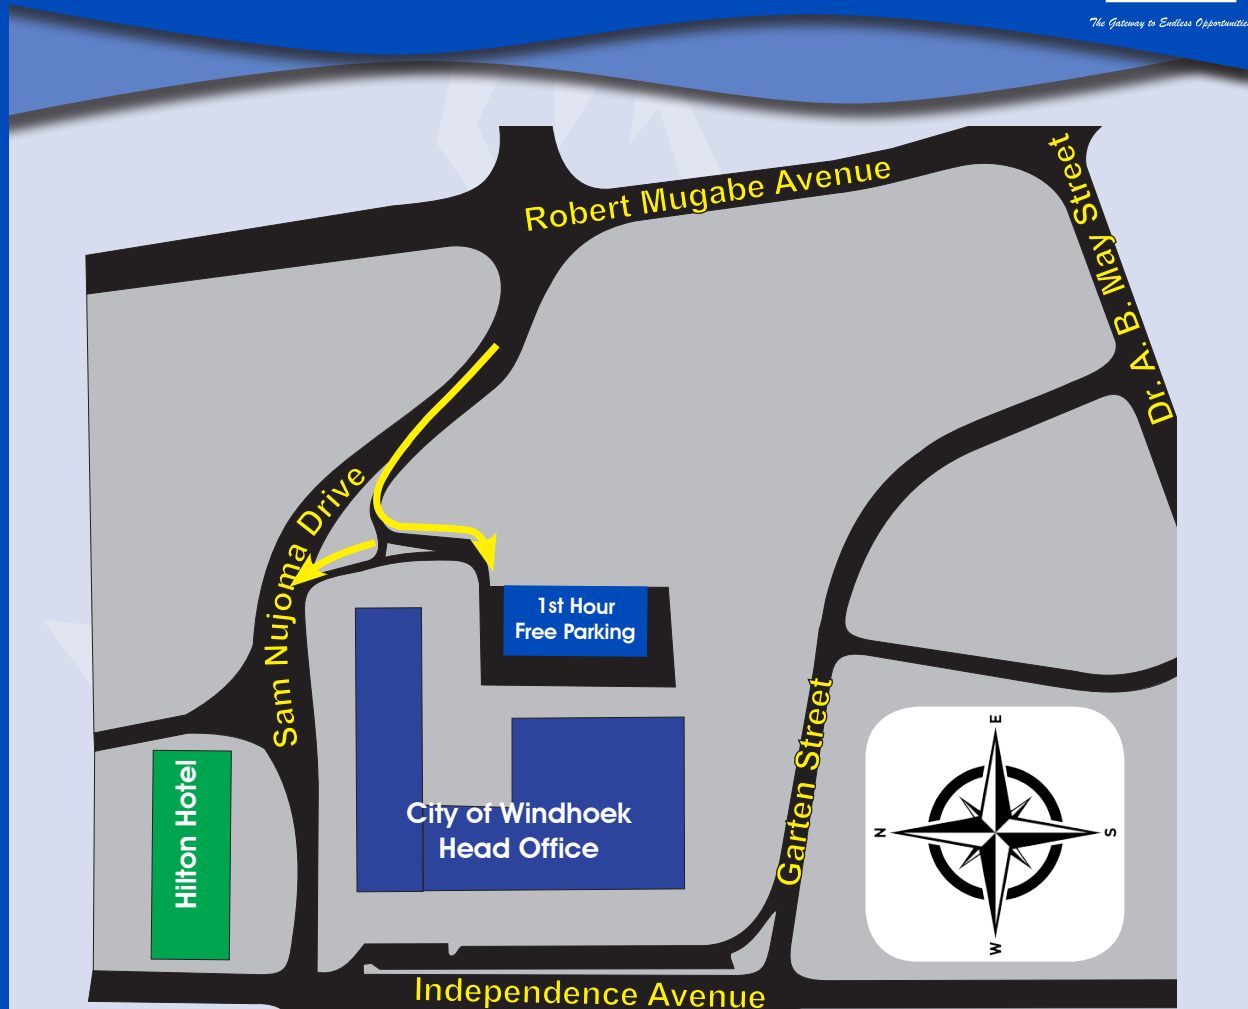 The Gateway to Endless Opportunities
Robert Mugabe Avenue
Dr. A. B. May Street
Sam Nujoma Drive
1st Hour
Free Parking
Garten Street
City of Windhoek
Head Office
Hilton Hotel
E
N
S
W
Independence Avenue